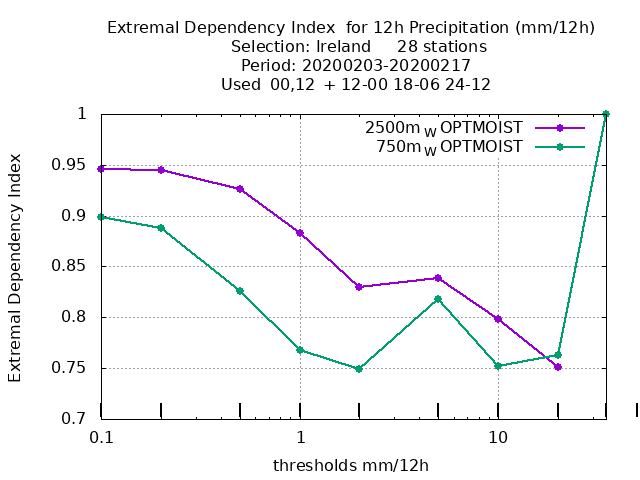 Extremal Dependency Index  for 12h Precipitation (mm/12h)
Selection: Ireland     28 stations
Period: 20200203-20200217
Used  00,12  + 12-00 18-06 24-12
2500m W OPTMOIST
750m W OPTMOIST
Extremal Dependency Index
1
0.95
0.9
0.85
0.8
0.75
0.7
0.1
1
10
thresholds mm/12h